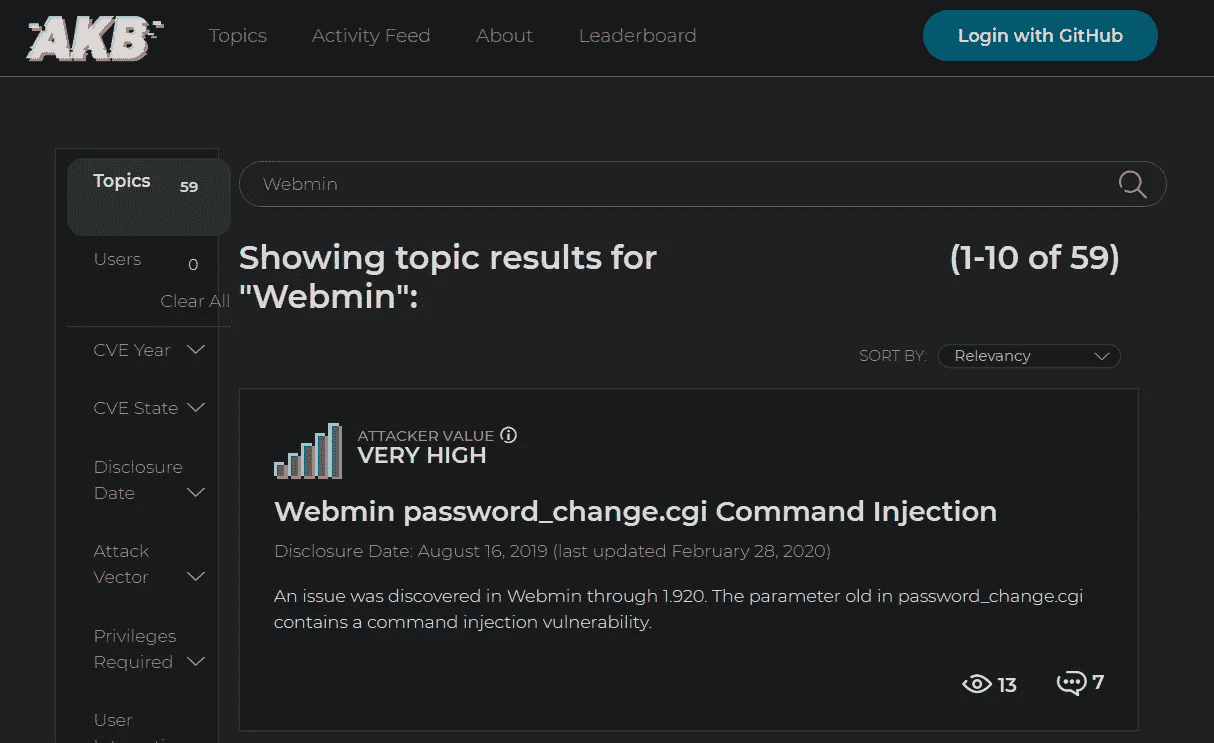 AKB
Topics
Activity Feed
About
Leaderboard
Login with GitHub
Topics 59
Users 0
Clear All
CVE Year
CVE State
Disclosure
Date
Attack
Vector
Privileges
Required
User
Webmin
Showing topic results for
"Webmin":
(1-10 of 59)
SORT BY: Relevancy
ATTACKER VALUE
VERY HIGH
Webmin password_change.cgi Command Injection
Disclosure Date: August 16, 2019 (last updated February 28, 2020)
An issue was discovered in Webmin through 1.920. The parameter old in password_change.cgi
contains a command injection vulnerability.
13
7